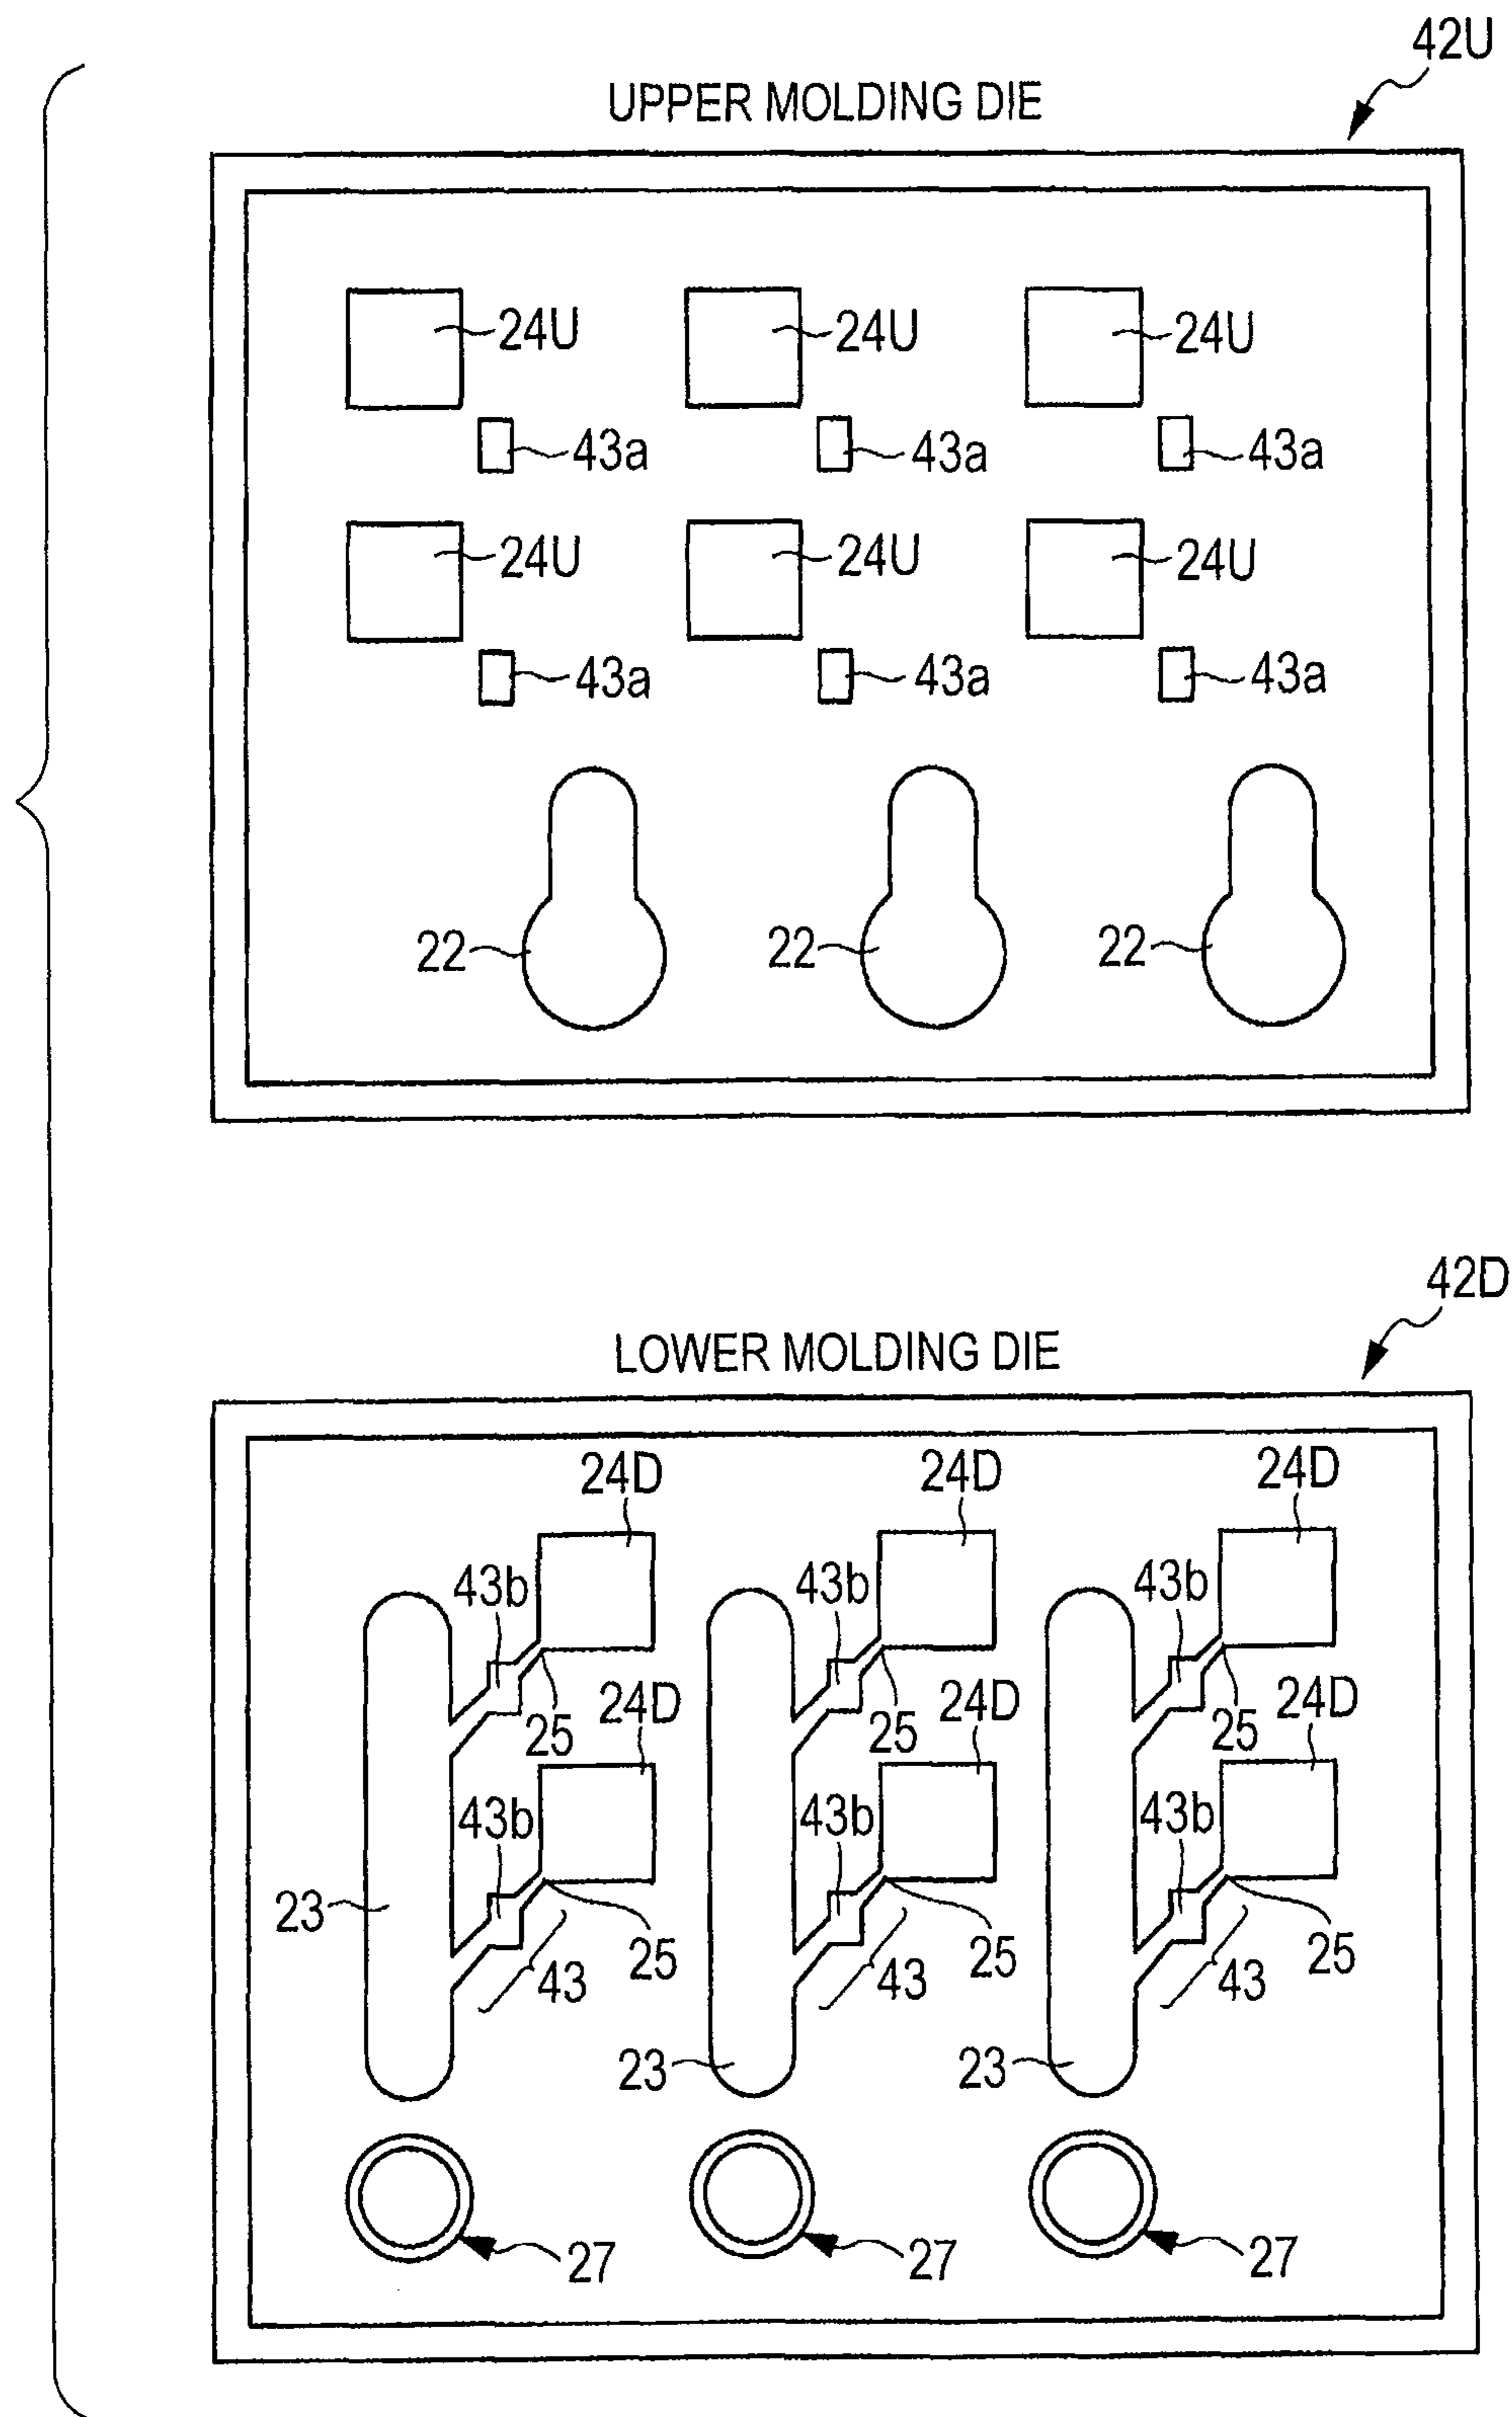 42U
UPPER MOLDING DIE
24U 24U 24U
43a 43a 43a
24U 24U 24U
43a 43a 43a
22 22 22
42D
LOWER MOLDING DIE
24D 24D 24D
43b 43b 43b
25 24D 25 24D 25 24D
43b 43b 43b
23 25 25 25
43 43 43
23 23
27 27 27